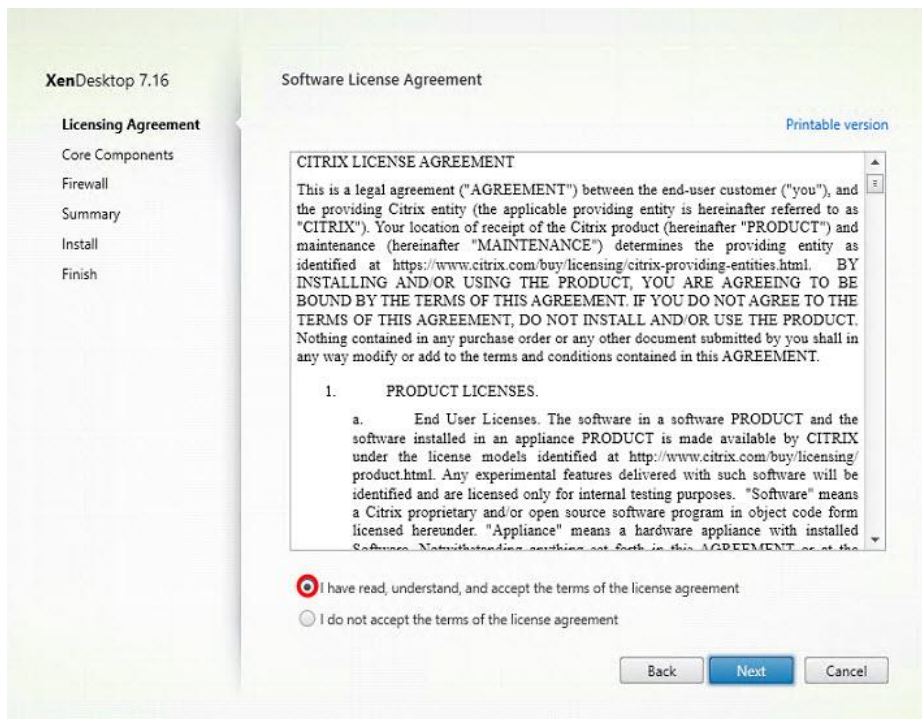 XenDesktop 7.16
Licensing Agreement
Core Components
Firewall
Summary
Install
Finish
Software License Agreement
Printable version
CITRIX LICENSE AGREEMENT
This is a legal agreement ("AGREEMENT") between the end-user customer ("you"), and
the providing Citrix entity (the applicable providing entity is hereinafter referred to as
"CITRIX"). Your location of receipt of the Citrix product (hereinafter "PRODUCT") and
maintenance (hereinafter "MAINTENANCE") determines the providing entity as
identified at https://www.citrix.com/buy/licensing/citrix-providing-entities.html. BY
INSTALLING AND/OR USING THE PRODUCT, YOU ARE AGREEING TO BE
BOUND BY THE TERMS OF THIS AGREEMENT. IF YOU DO NOT AGREE TO THE
TERMS OF THIS AGREEMENT, DO NOT INSTALL AND/OR USE THE PRODUCT.
Nothing contained in any purchase order or any other document submitted by you shall in
any way modify or add to the terms and conditions contained in this AGREEMENT.
1. PRODUCT LICENSES.
a. End User Licenses. The software in a software PRODUCT and the
software installed in an appliance PRODUCT is made available by CITRIX
under the license models identified at http://www.citrix.com/buy/licensing/
product.html. Any experimental features delivered with such software will be
identified and are licensed only for internal testing purposes. "Software" means
a Citrix proprietary and/or open source software program in object code form
licensed hereunder. "Appliance" means a hardware appliance with installed
Software. Notwithstanding anything set forth in this AGREEMENT or at the
I have read, understand, and accept the terms of the license agreement
I do not accept the terms of the license agreement
Back
Next
Cancel